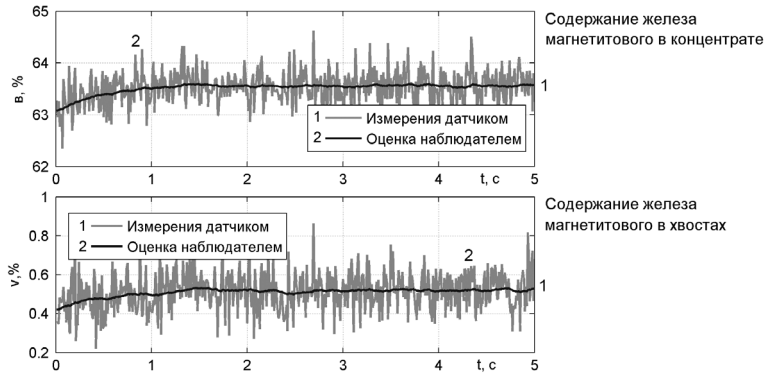 Содержание железа
магнетитового в концентрате
65
64
63
62
в, %
2
1
1 Измерения датчиком
2 Оценка наблюдателем
0 1 2 3 4 t, с 5
Содержание железа
магнетитового в хвостах
1
0.8
0.6
0.4
0.2
v,%
1 Измерения датчиком
2 Оценка наблюдателем
2
1
0 1 2 3 4 t, с 5